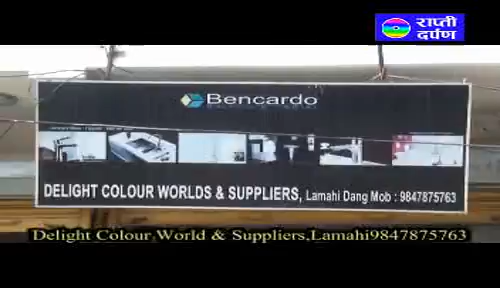 राप्ती
दर्पण
Bencardo
DELIGHT COLOUR WORLDS & SUPPLIERS, Lamahi Dang Mob : 9847875763
Delight Colour World & Suppliers,Lamahi9847875763